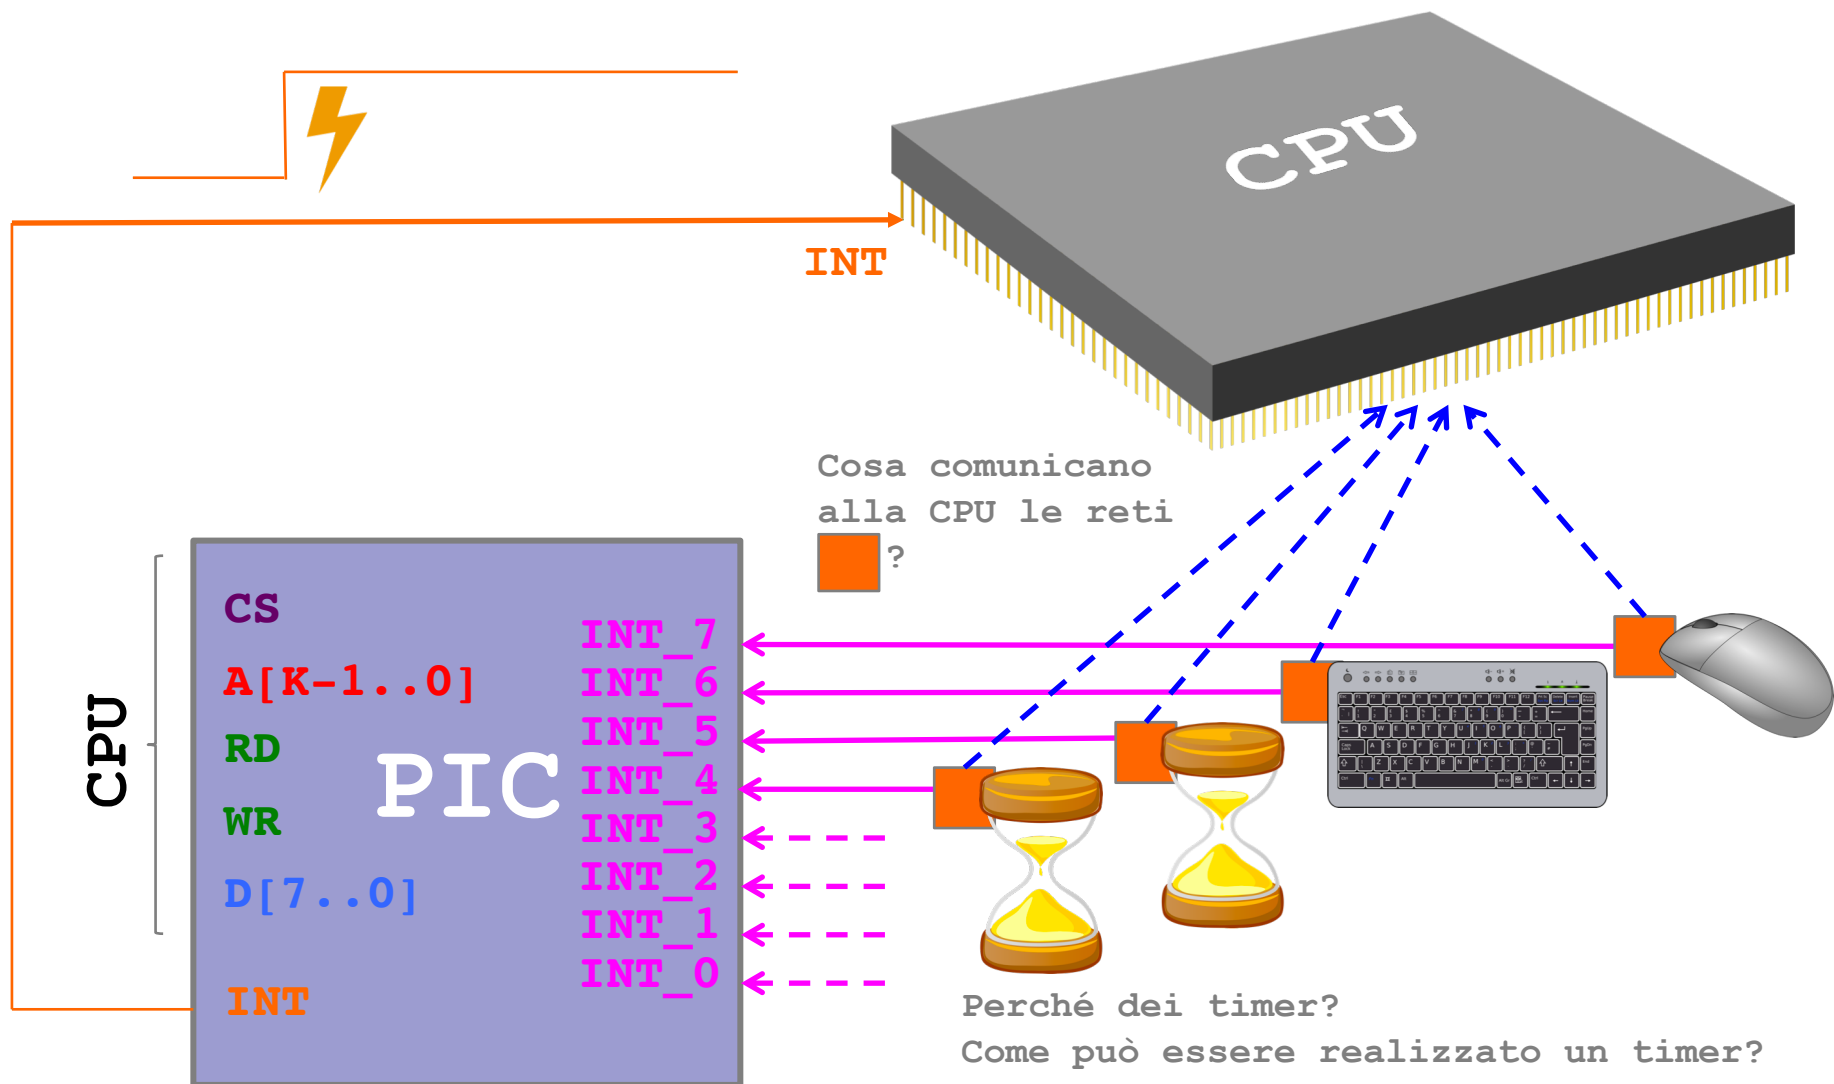 CPU
INT
Cosa comunicano
alla CPU le reti
?
CPU
CS
A[K-1..0]
RD
WR
D[7..0]
INT
PIC
INT_7
INT_6
INT_5
INT_4
INT_3
INT_2
INT_1
INT_0
Perché dei timer?
Come può essere realizzato un timer?